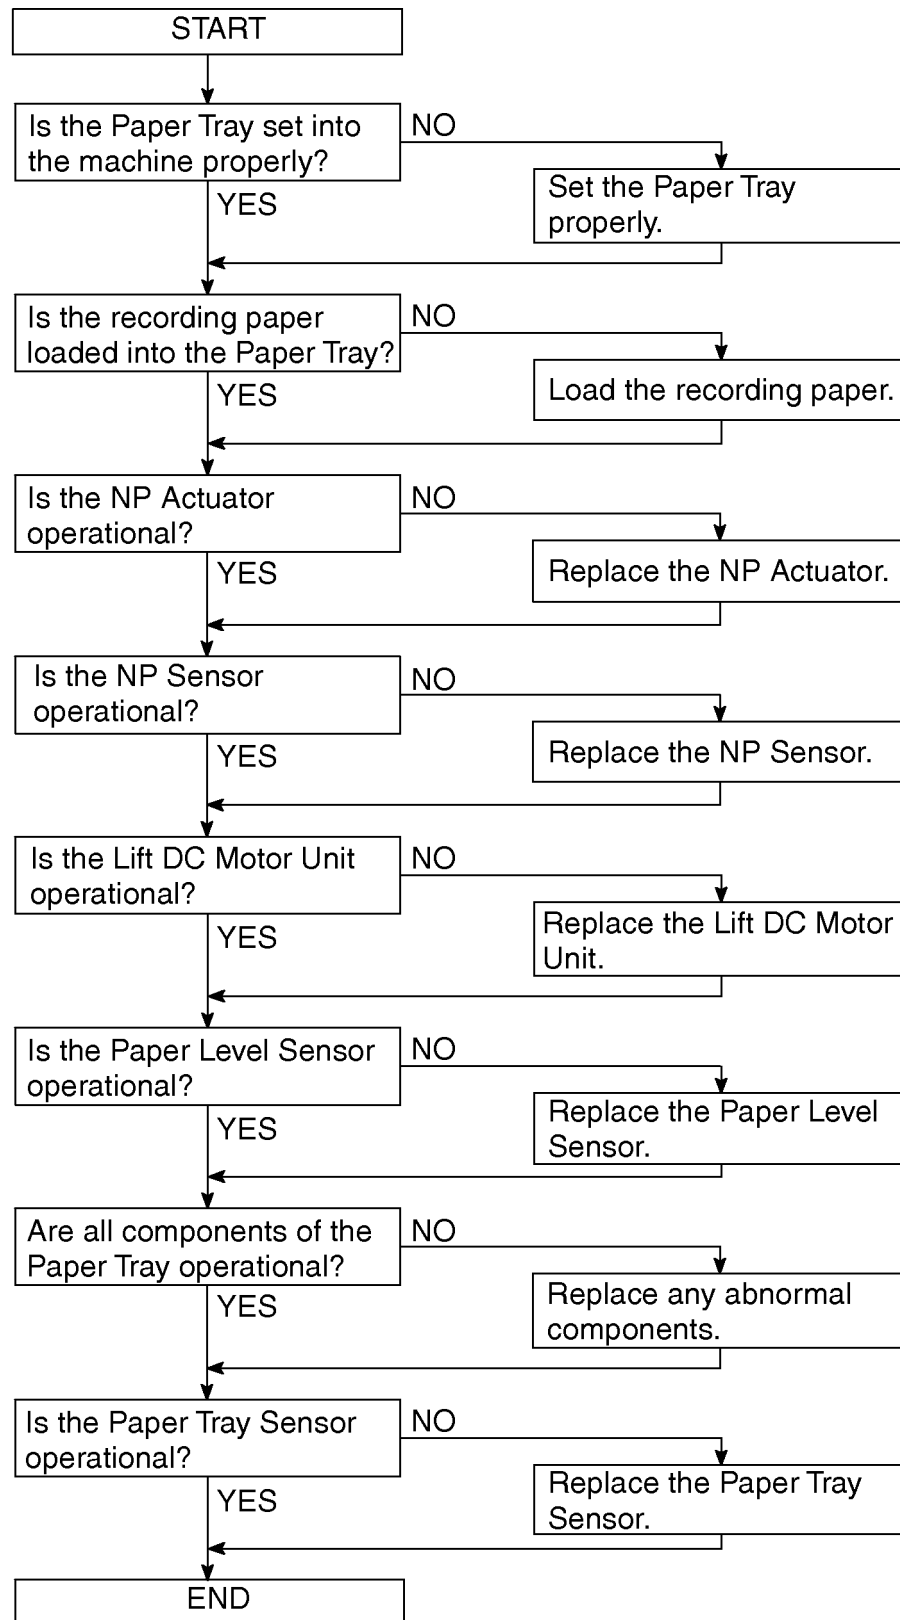 START
Is the Paper Tray set into
the machine properly?
NO
YES
Set the Paper Tray
properly.
Is the recording paper
loaded into the Paper Tray?
NO
YES
Load the recording paper.
Is the NP Actuator
operational?
NO
YES
Replace the NP Actuator.
Is the NP Sensor
operational?
NO
YES
Replace the NP Sensor.
Is the Lift DC Motor Unit
operational?
NO
YES
Replace the Lift DC Motor
Unit.
Is the Paper Level Sensor
operational?
NO
YES
Replace the Paper Level
Sensor.
Are all components of the
Paper Tray operational?
NO
YES
Replace any abnormal
components.
Is the Paper Tray Sensor
operational?
NO
YES
Replace the Paper Tray
Sensor.
END